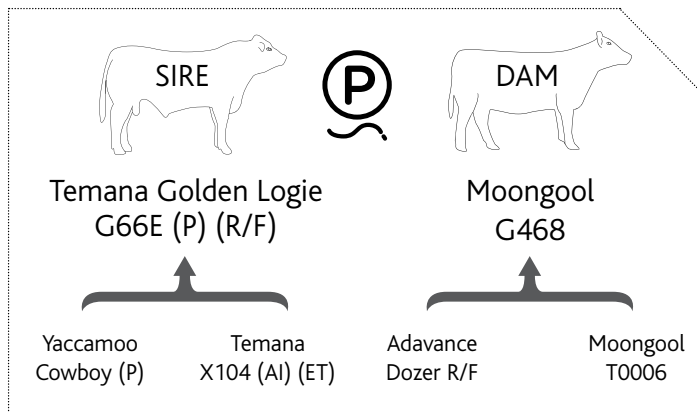 SIRE
P
DAM
Temana Golden Logie
G66E (P) (R/F)
Moongool
G468
Yaccamoo
Cowboy (P)
Temana
X104 (AI) (ET)
Adavance
Dozer R/F
Moongool
T0006